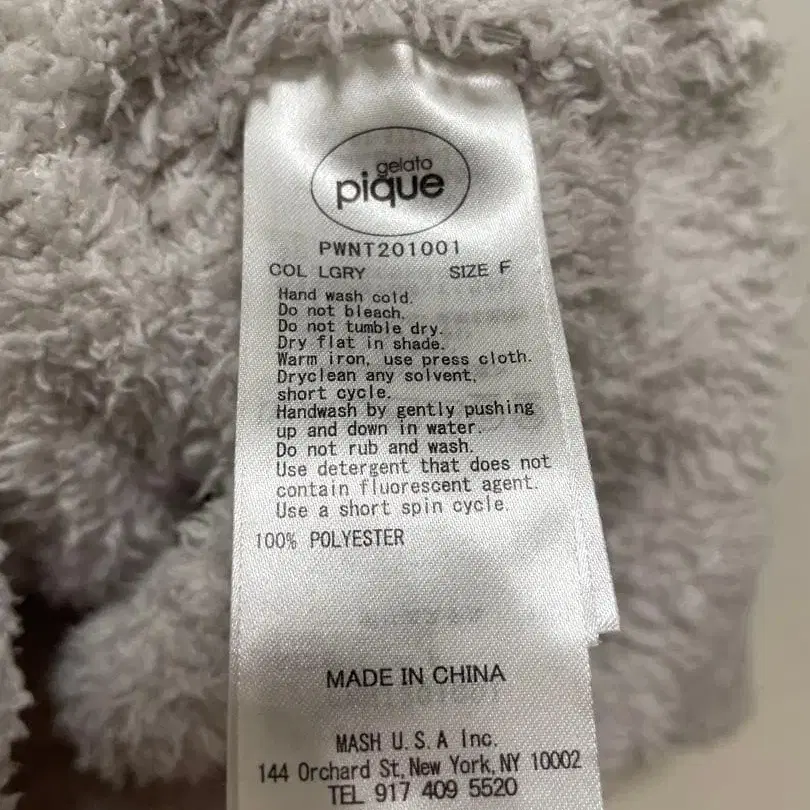 gelato
pique
PWNT201001
COL LGRY SIZE F
Hand wash cold.
Do not bleach.
Do not tumble dry.
Dry flat in shade.
Warm iron, use press cloth.
Dryclean any solvent,
short cycle.
Handwash by gently pushing
up and down in water.
Do not rub and wash.
Use detergent that does not
contain fluorescent agent.
Use a short spin cycle.
100% POLYESTER
MADE IN CHINA
MASH U.S.A Inc.
144 Orchard St, New York, NY 10002
TEL 917 409 5520